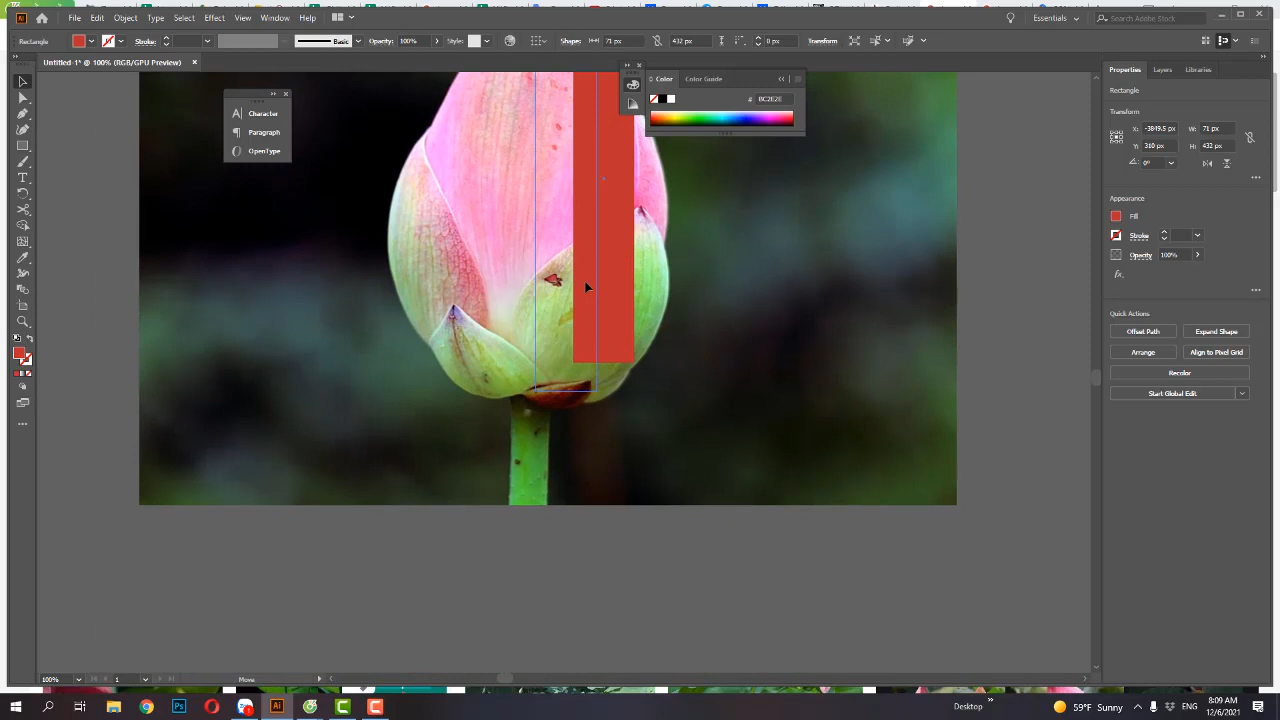 File Edit Object Type Select Effect View Window Help
Essentials
Search Adobe Stock
Rectangle
Stroke:
Basic
Opacity: 100%
Style:
Shape:
71 px
432 px
0 px
Transform
Untitled-1* @ 100% (RGB/GPU Preview)
Character
Paragraph
OpenType
Color
Color Guide
# BC2E2E
Properties
Layers
Libraries
Rectangle
Transform
X: -3849.5 px
W: 71 px
Y: 310 px
H: 432 px
0°
Appearance
Fill
Stroke
Opacity 100%
fx.
Quick Actions
Offset Path
Expand Shape
Arrange
Align to Pixel Grid
Recolor
Start Global Edit
100%
1
Move
Desktop
59°F Sunny
8:09 AM
12/6/2021